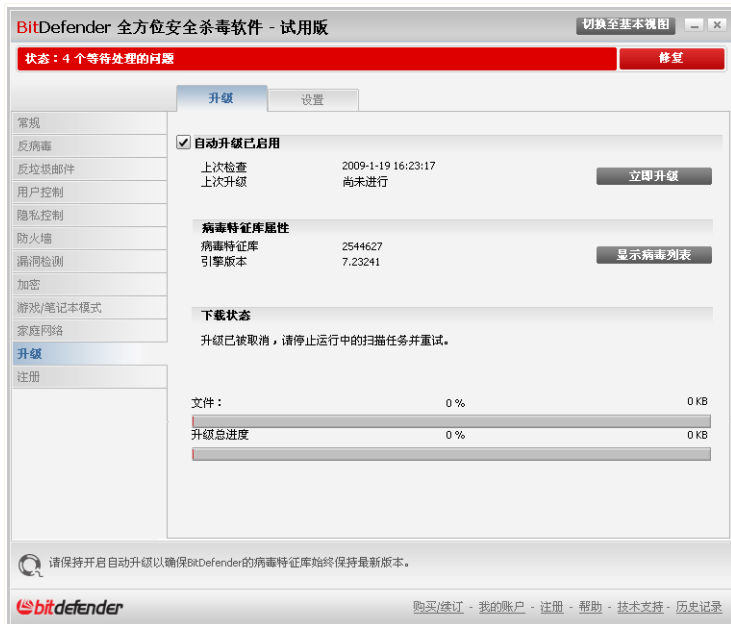 BitDefender 全方位安全杀毒软件 - 试用版
切换至基本视图
状态：4 个等待处理的问题
修复
升级
设置
常规
反病毒
反垃圾邮件
用户控制
隐私控制
防火墙
漏洞检测
加密
游戏/笔记本模式
家庭网络
升级
注册
自动升级已启用
上次检查 2009-1-19 16:23:17
上次升级 尚未进行
立即升级
病毒特征库属性
病毒特征库 2544627
引擎版本 7.23241
显示病毒列表
下载状态
升级已被取消，请停止运行中的扫描任务并重试。
文件： 0 % 0 KB
升级总进度 0 % 0 KB
请保持开启自动升级以确保BitDefender的病毒特征库始终保持最新版本。
bitdefender
购买/续订 - 我的账户 - 注册 - 帮助 - 技术支持 - 历史记录